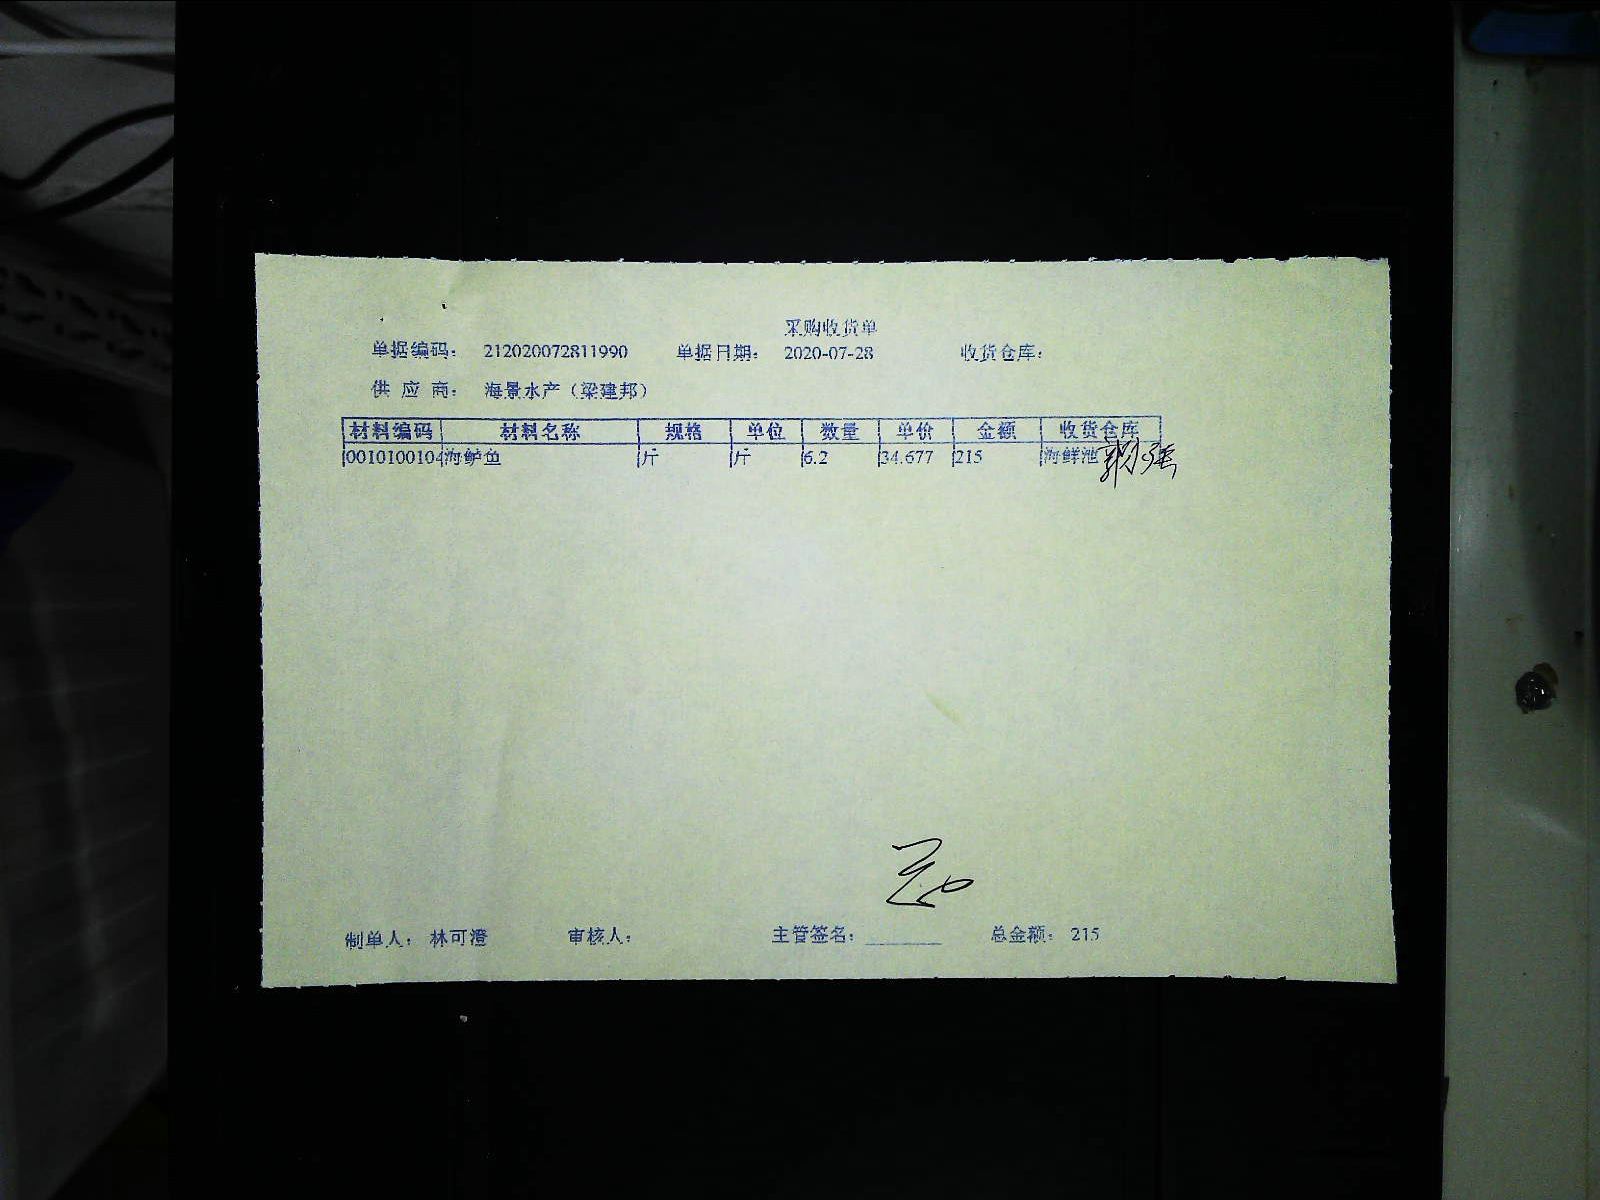 采购收货单
单据编码： 212020072811990 单据日期： 2020-07-28 收货仓库：
供 应 商： 海景水产（梁建邦）
材料编码 材料名称 规格 单位 数量 单价 金额 收货仓库
0010100104 海鲈鱼 斤 斤 6.2 34.677 215 海鲜池
制单人： 林可澄 审核人： 主管签名： 总金额： 215